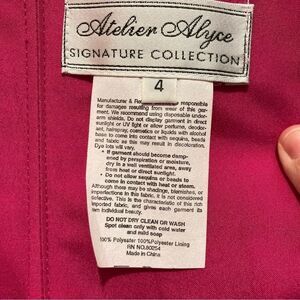 Atelier Alyce
SIGNATURE COLLECTION
4
Manufacturer & Re responsible
for damages resulting from wear of this gar-
ment. We recommend using disposable under-
arm shields. Do not display garment in direct
sunlight or UV light or allow perfume, deodor-
ant, hairspray, cosmetics or liquids with alcohol
base to come into contact with sequins, beads
and fabric as this may result in discoloration.
Dye lots will vary.
• If garment should become damp-
ened by perspiration or moisture,
dry in a well ventilated area, away
from heat or direct sunlight.
• Do not allow sequins or beads to
come in contact with heat or steam.
Although there may be shadings, blemishes, or
imperfections, in this fabric. It is not considered
defective. This is the characteristics of this rich
imported fabric, and gives each garment its
own individual beauty.
DO NOT DRY CLEAN OR WASH
Spot clean only with cold water
and mild soap
100% Polyester 100%Polyester Lining
RN NO.80254
Made in China